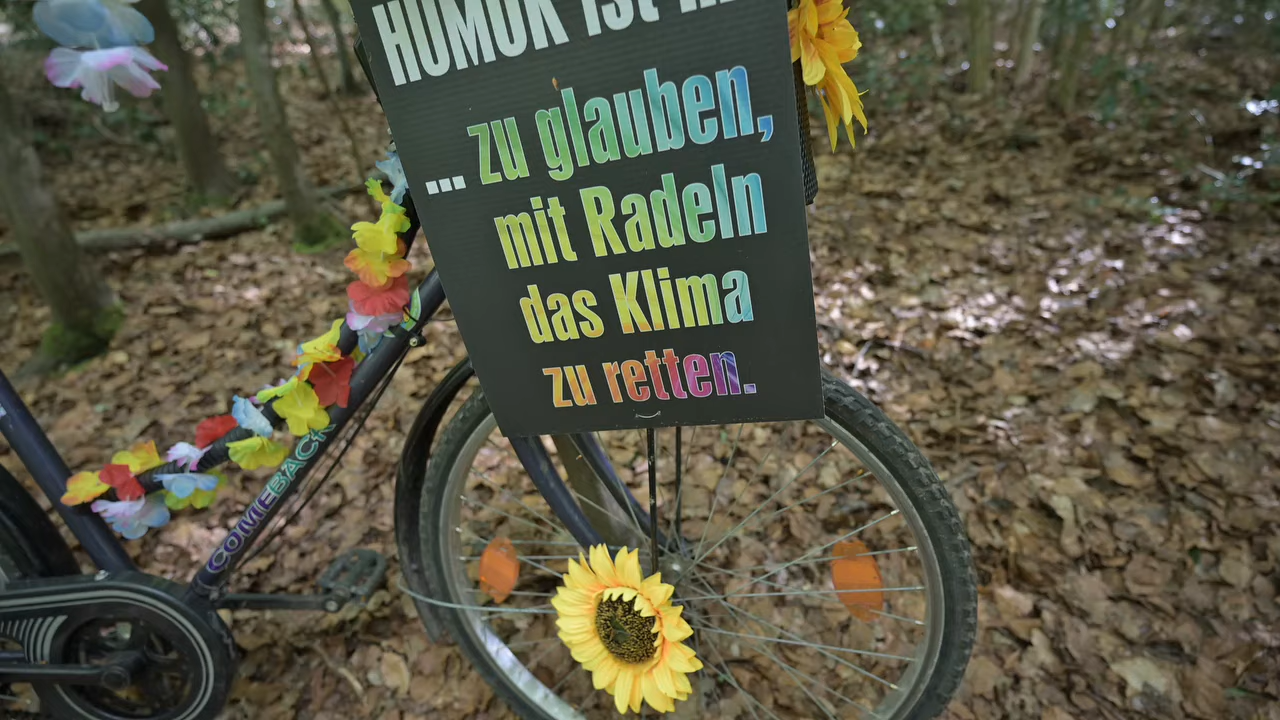 HUMOR ist
... zu glauben,
mit Radeln
das Klima
zu retten.
COMEBACK